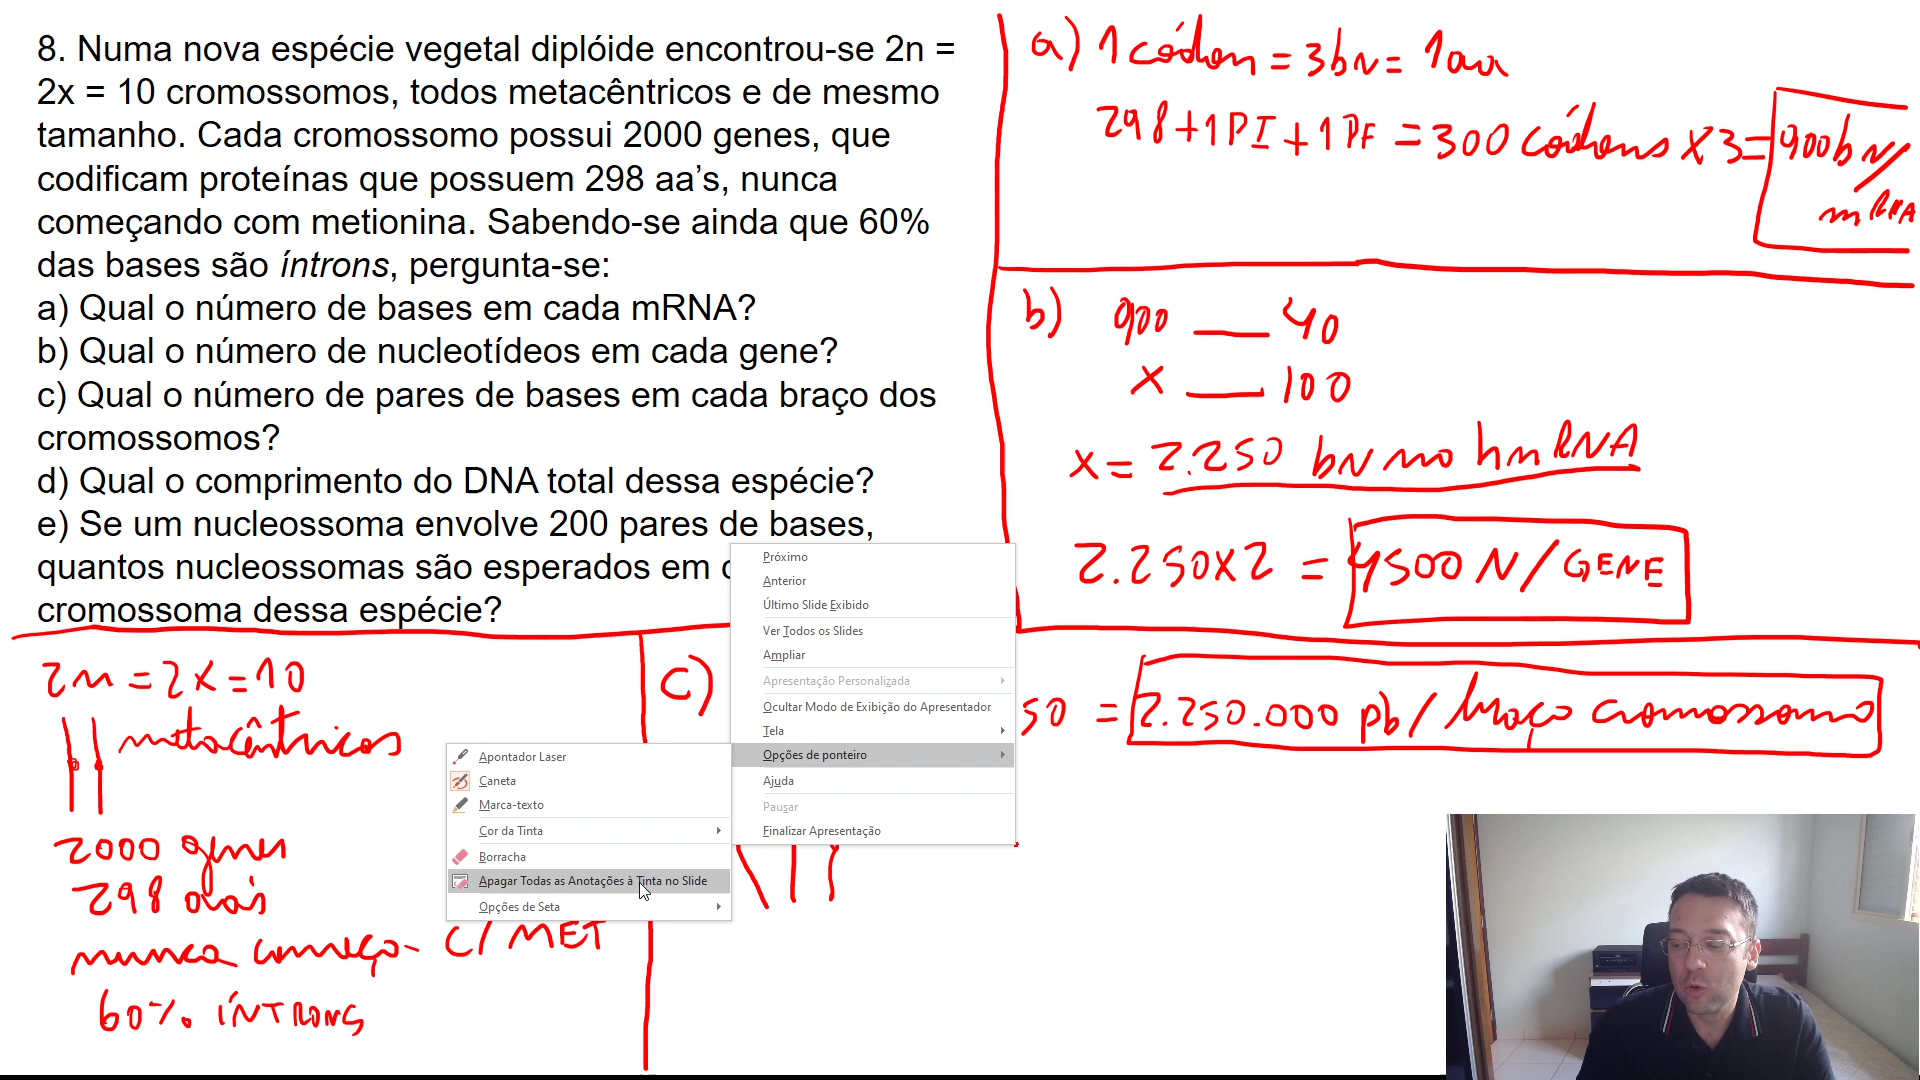 8. Numa nova espécie vegetal diplóide encontrou-se 2n =
2x = 10 cromossomos, todos metacêntricos e de mesmo
tamanho. Cada cromossomo possui 2000 genes, que
codificam proteínas que possuem 298 aa's, nunca
começando com metionina. Sabendo-se ainda que 60%
das bases são íntrons, pergunta-se:
a) Qual o número de bases em cada mRNA?
b) Qual o número de nucleotídeos em cada gene?
c) Qual o número de pares de bases em cada braço dos
cromossomos?
d) Qual o comprimento do DNA total dessa espécie?
e) Se um nucleossoma envolve 200 pares de bases,
quantos nucleossomas são esperados em
cromossoma dessa espécie?
a) 1 códon = 3bN = 1aa
298 + 1PI + 1PF = 300 códons x 3 = 900bN/
mRNA
b) 900 — 40
x — 100
x = 2.250 bN no hnRNA
2.250x2 = 4500 N/GENE
2n = 2x = 10
metacêntricos
2000 genes
298 aa's
nunca começa C/ MET
60% ÍNTRONS
c)
50 = 2.250.000 pb/braço cromossomo
Próximo
Anterior
Último Slide Exibido
Ver Todos os Slides
Ampliar
Apresentação Personalizada
Ocultar Modo de Exibição do Apresentador
Tela
Opções de ponteiro
Ajuda
Pausar
Finalizar Apresentação
Apontador Laser
Caneta
Marca-texto
Cor da Tinta
Borracha
Apagar Todas as Anotações à Tinta no Slide
Opções de Seta